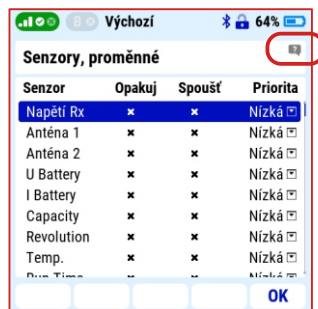 B Výchozí 64%
Senzory, proměnné ?
Senzor Opakuj Spoušť Priorita
Napětí Rx × × Nízká
Anténa 1 × × Nízká
Anténa 2 × × Nízká
U Battery × × Nízká
I Battery × × Nízká
Capacity × × Nízká
Revolution × × Nízká
Temp. × × Nízká
OK